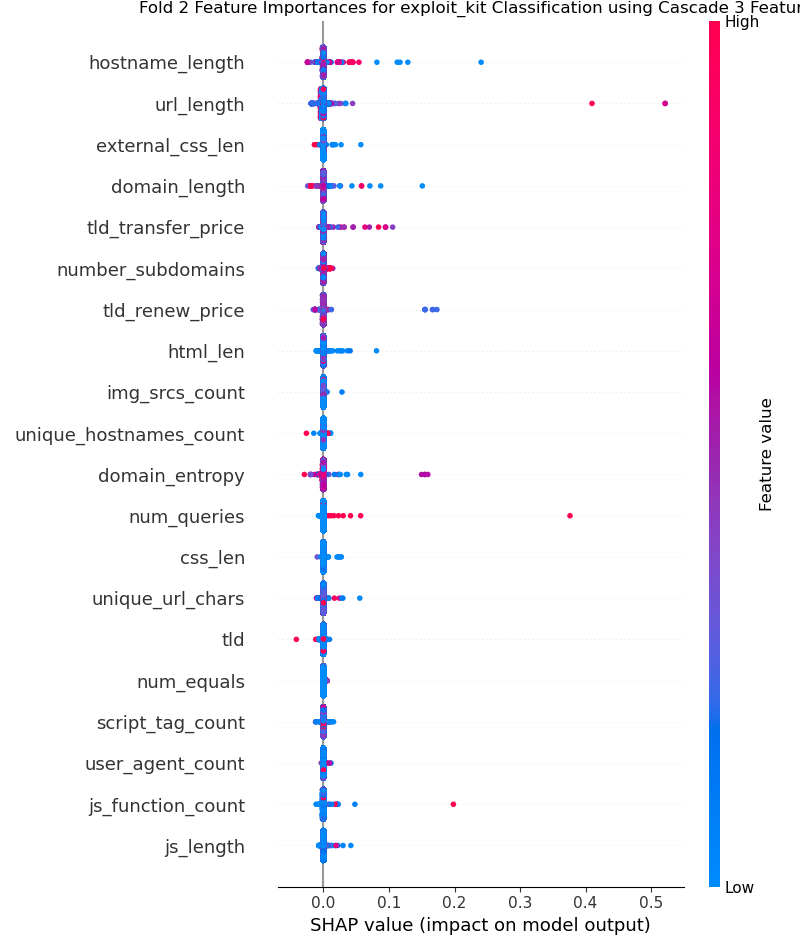 Fold 2 Feature Importances for exploit_kit Classification using Cascade 3 Featur
High
hostname_length
url_length
external_css_len
domain_length
tld_transfer_price
number_subdomains
tld_renew_price
html_len
img_srcs_count
unique_hostnames_count
domain_entropy
num_queries
css_len
unique_url_chars
tld
num_equals
script_tag_count
user_agent_count
js_function_count
js_length
Feature value
Low
0.0 0.1 0.2 0.3 0.4 0.5
SHAP value (impact on model output)